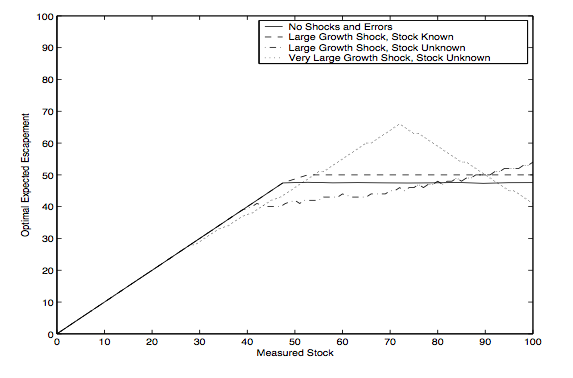 No Shocks and Errors
Large Growth Shock, Stock Known
Large Growth Shock, Stock Unknown
Very Large Growth Shock, Stock Unknown
100
90
80
70
60
50
40
30
20
10
0
Optimal Expected Escapement
0 10 20 30 40 50 60 70 80 90 100
Measured Stock